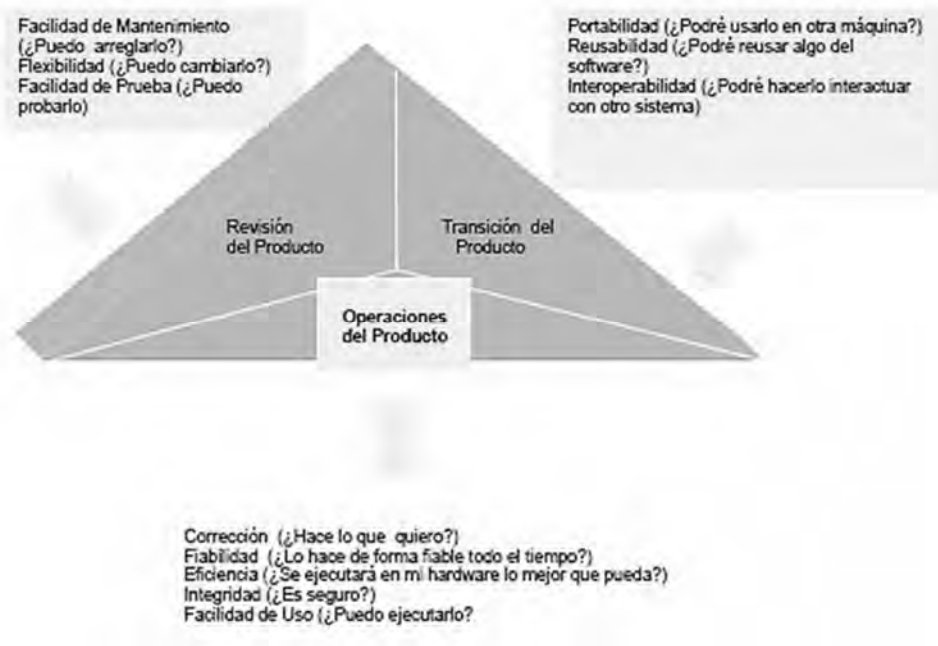 Facilidad de Mantenimiento
(¿Puedo arreglarlo?)
Flexibilidad (¿Puedo cambiarlo?)
Facilidad de Prueba (¿Puedo
probarlo)
Portabilidad (¿Podré usarlo en otra máquina?)
Reusabilidad (¿Podré reusar algo del
software?)
Interoperabilidad (¿Podré hacerlo interactuar
con otro sistema)
Revisión
del Producto
Transición del
Producto
Operaciones
del Producto
Corrección (¿Hace lo que quiero?)
Fiabilidad (¿Lo hace de forma fiable todo el tiempo?)
Eficiencia (¿Se ejecutará en mi hardware lo mejor que pueda?)
Integridad (¿Es seguro?)
Facilidad de Uso (¿Puedo ejecutarlo?